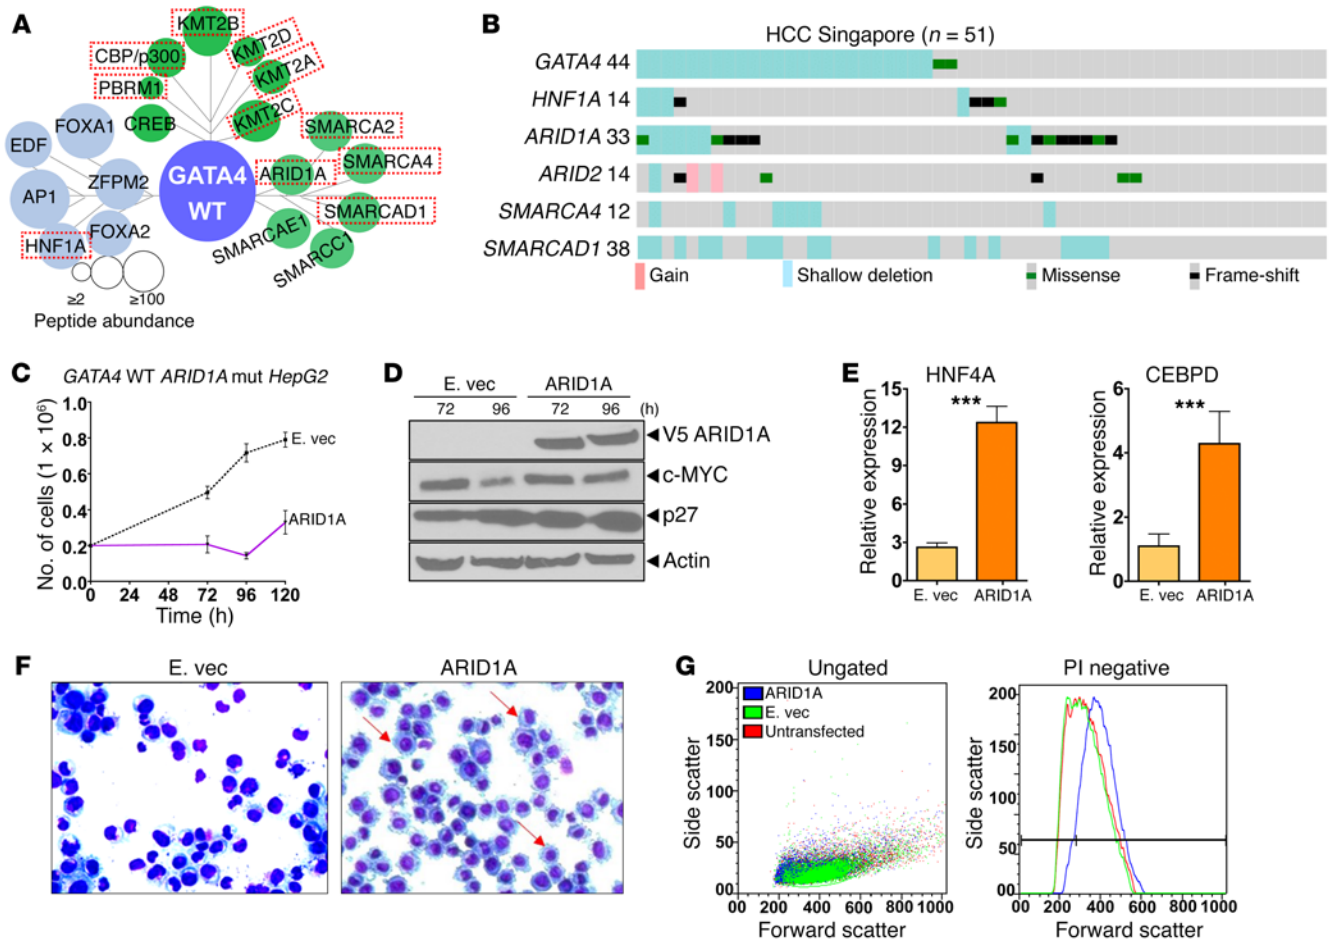 A
KMT2B
KMT2D
CBP/p300
KMT2A
PBRM1
KMT2C
CREB
SMARCA2
FOXA1
EDF
SMARCA4
ARID1A
ZFPM2
GATA4
WT
AP1
SMARCAD1
FOXA2
HNF1A
SMARCAE1
SMARCC1
≥2
≥100
Peptide abundance
B
HCC Singapore (n = 51)
GATA4 44
HNF1A 14
ARID1A 33
ARID2 14
SMARCA4 12
SMARCAD1 38
Gain
Shallow deletion
Missense
Frame-shift
C
GATA4 WT ARID1A mut HepG2
No. of cells (1 × 10⁶)
1.0
0.8
0.6
0.4
0.2
0.0
E. vec
ARID1A
0 24 48 72 96 120
Time (h)
D
E. vec ARID1A
72 96 72 96 (h)
V5 ARID1A
c-MYC
p27
Actin
E
HNF4A
Relative expression
15
12
9
6
3
0
***
E. vec ARID1A
CEBPD
Relative expression
6
4
2
0
***
E. vec ARID1A
F
E. vec
ARID1A
G
Ungated
Side scatter
200
150
100
50
00
ARID1A
E. vec
Untransfected
00 200 400 600 800 1000
Forward scatter
PI negative
Side scatter
200
150
100
50
00
00 200 400 600 800 1000
Forward scatter